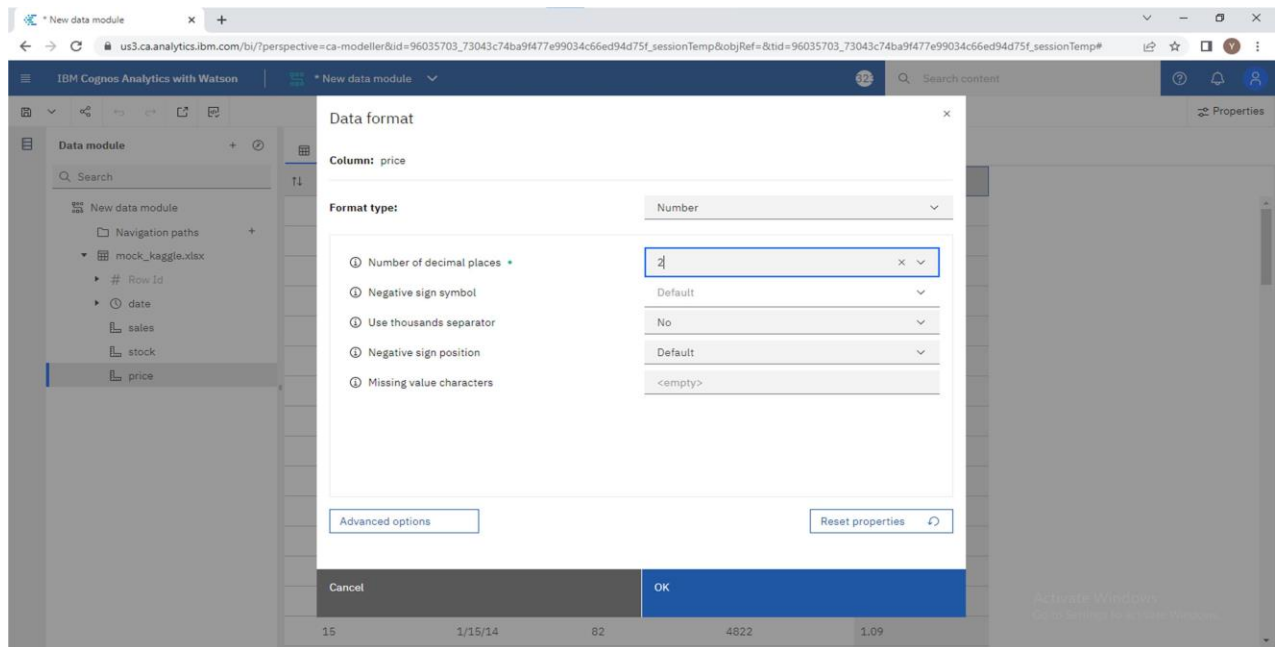 * New data module
us3.ca.analytics.ibm.com/bi/?perspective=ca-modeller&id=96035703_73043c74ba9f477e99034c66ed94d75f_sessionTemp&objRef=&tid=96035703_73043c74ba9f477e99034c66ed94d75f_sessionTemp#
Y
IBM Cognos Analytics with Watson
* New data module
Search content
Properties
Data module
Search
New data module
Navigation paths
mock_kaggle.xlsx
# Row Id
date
sales
stock
price
Data format
Column: price
Format type: Number
Number of decimal places 2
Negative sign symbol Default
Use thousands separator No
Negative sign position Default
Missing value characters <empty>
Advanced options Reset properties
Cancel OK
15 1/15/14 82 4822 1.09
Activate Windows